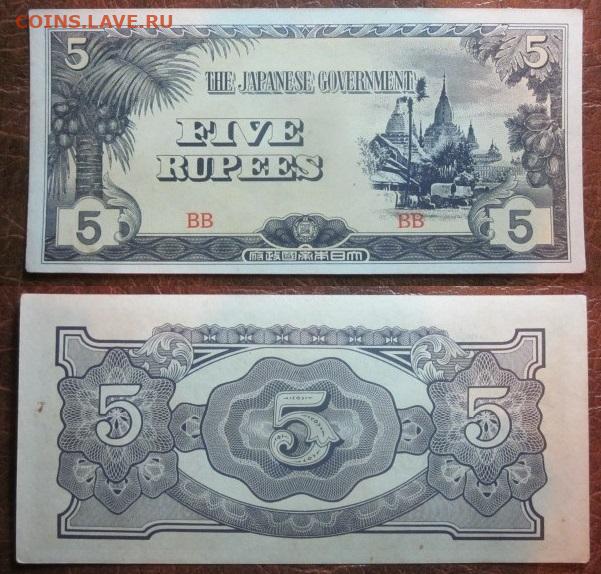 COINS.LAVE.RU
5 5
THE JAPANESE GOVERNMENT
FIVE
RUPEES
BB BB
5 5
大日本帝國政府
5 5 5